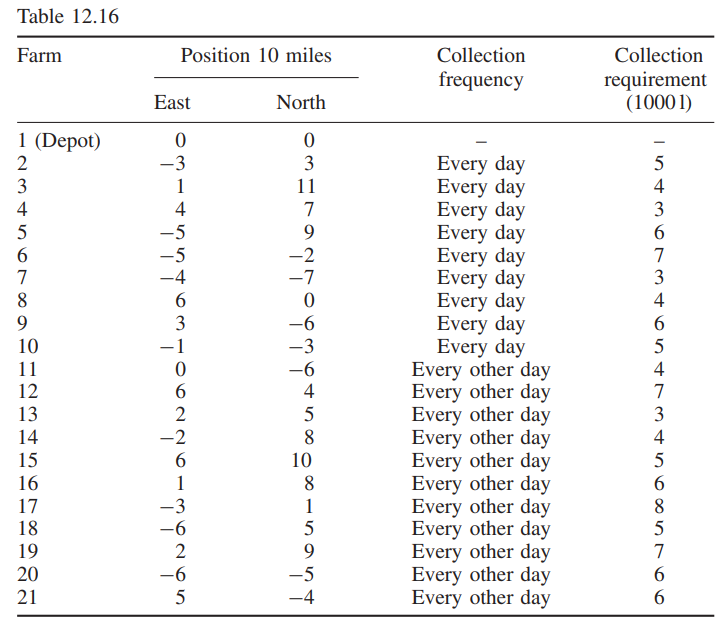 Table 12.16
Farm Position 10 miles Collection frequency Collection requirement (1000 l)
East North
1 (Depot) 0 0 – –
2 −3 3 Every day 5
3 1 11 Every day 4
4 4 7 Every day 3
5 −5 9 Every day 6
6 −5 −2 Every day 7
7 −4 −7 Every day 3
8 6 0 Every day 4
9 3 −6 Every day 6
10 −1 −3 Every day 5
11 0 −6 Every other day 4
12 6 4 Every other day 7
13 2 5 Every other day 3
14 −2 8 Every other day 4
15 6 10 Every other day 5
16 1 8 Every other day 6
17 −3 1 Every other day 8
18 −6 5 Every other day 5
19 2 9 Every other day 7
20 −6 −5 Every other day 6
21 5 −4 Every other day 6